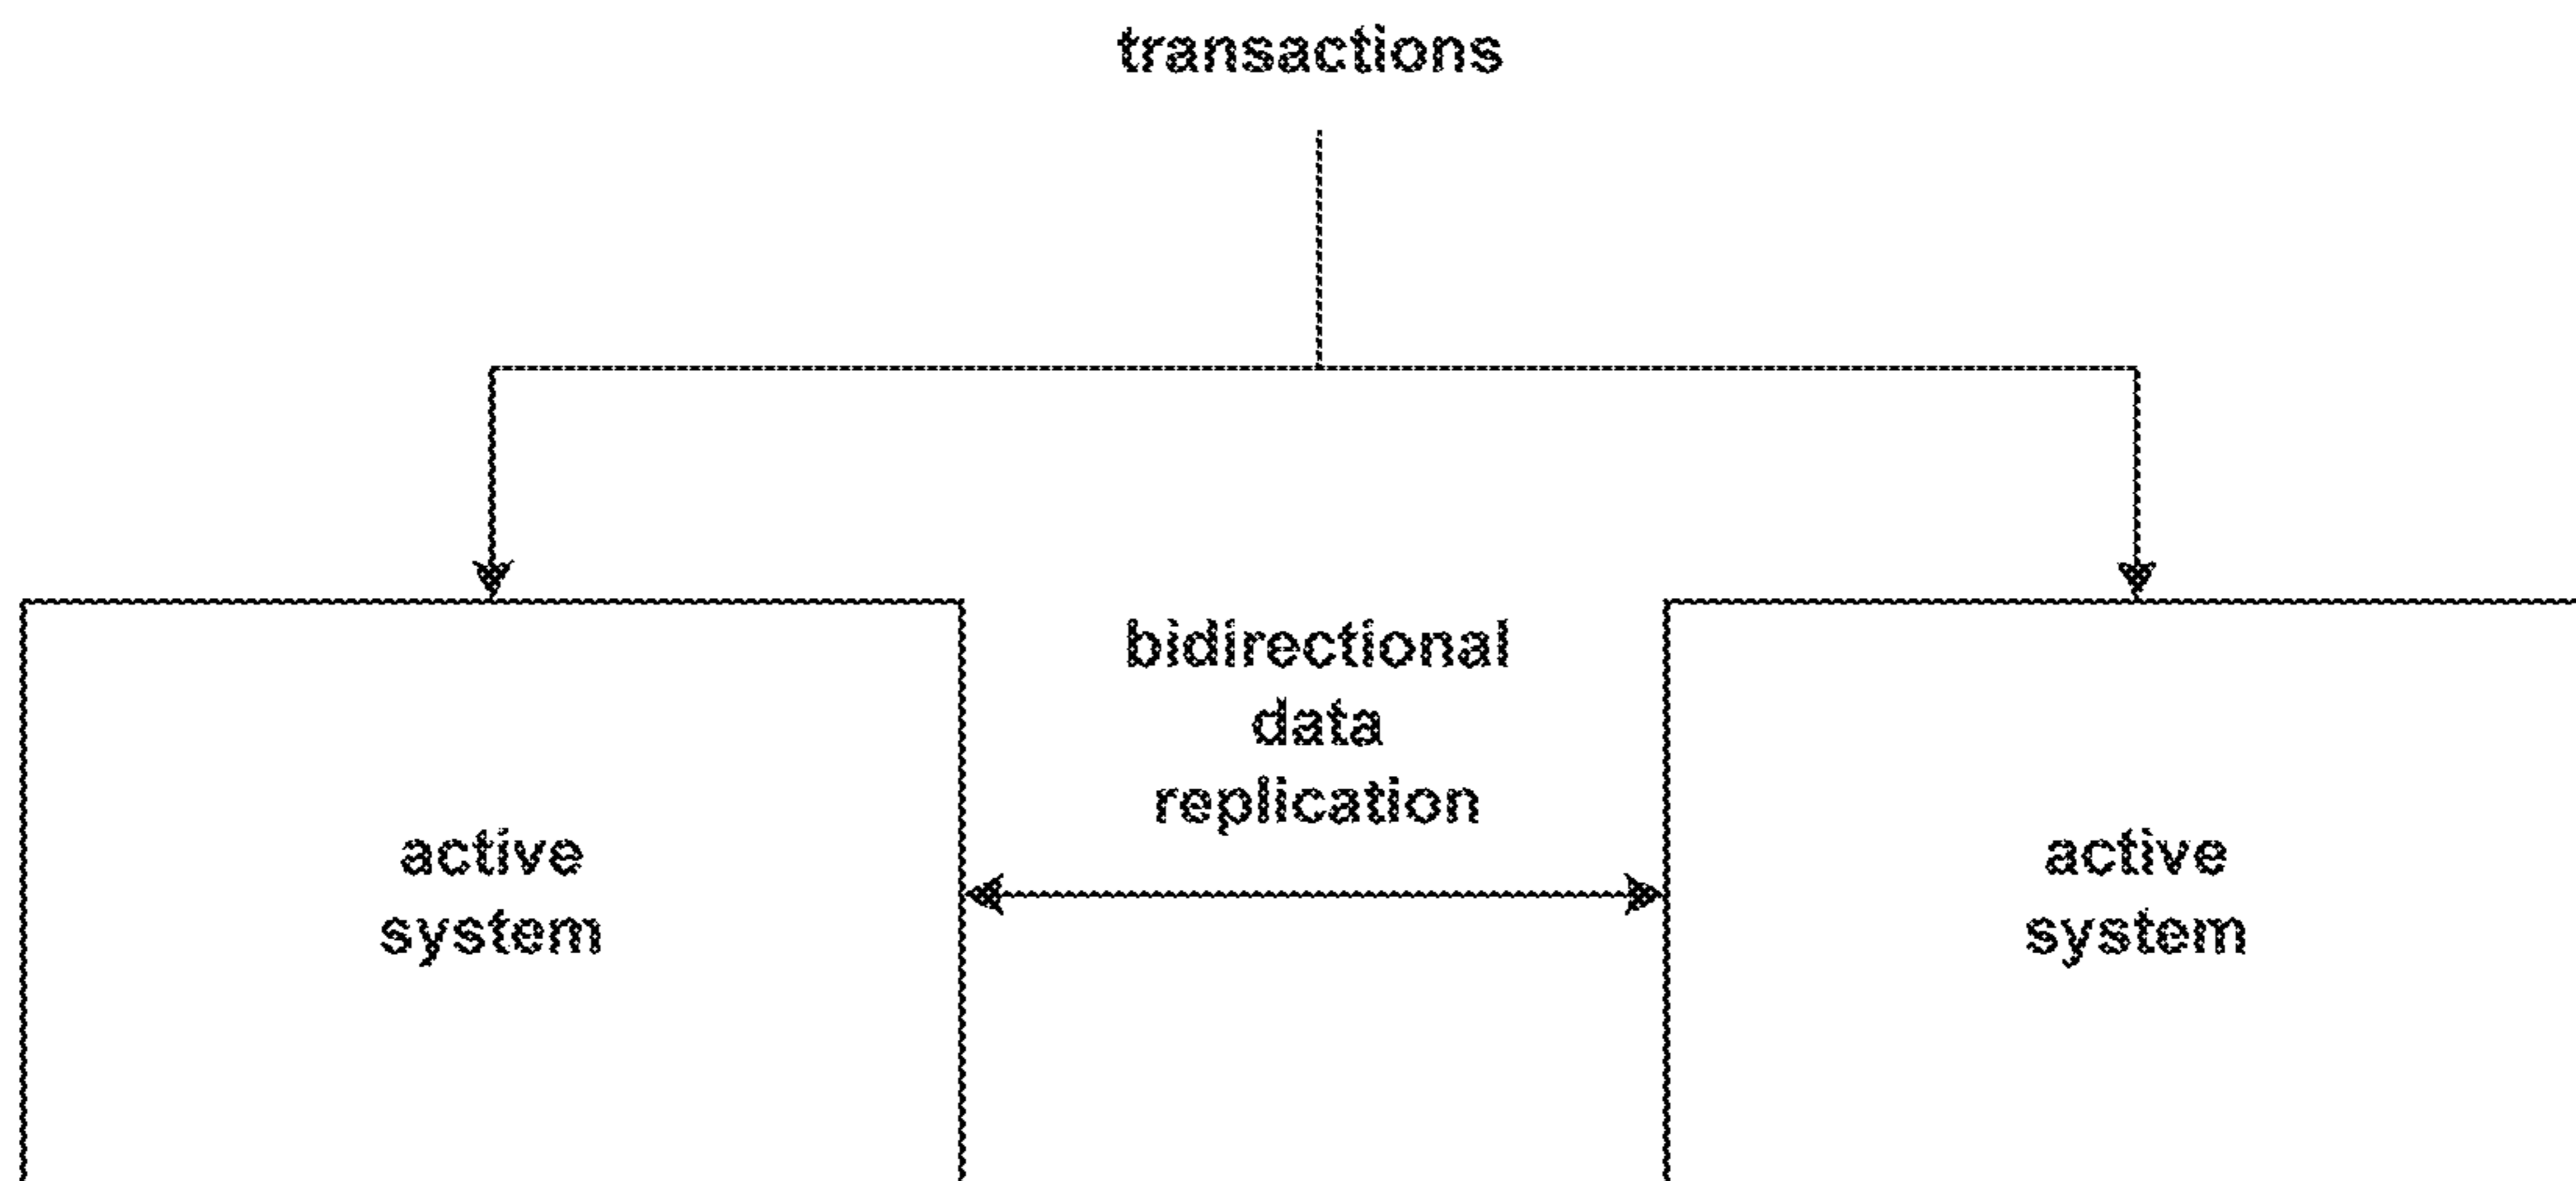 transactions
bidirectional
data
replication
active
system
active
system